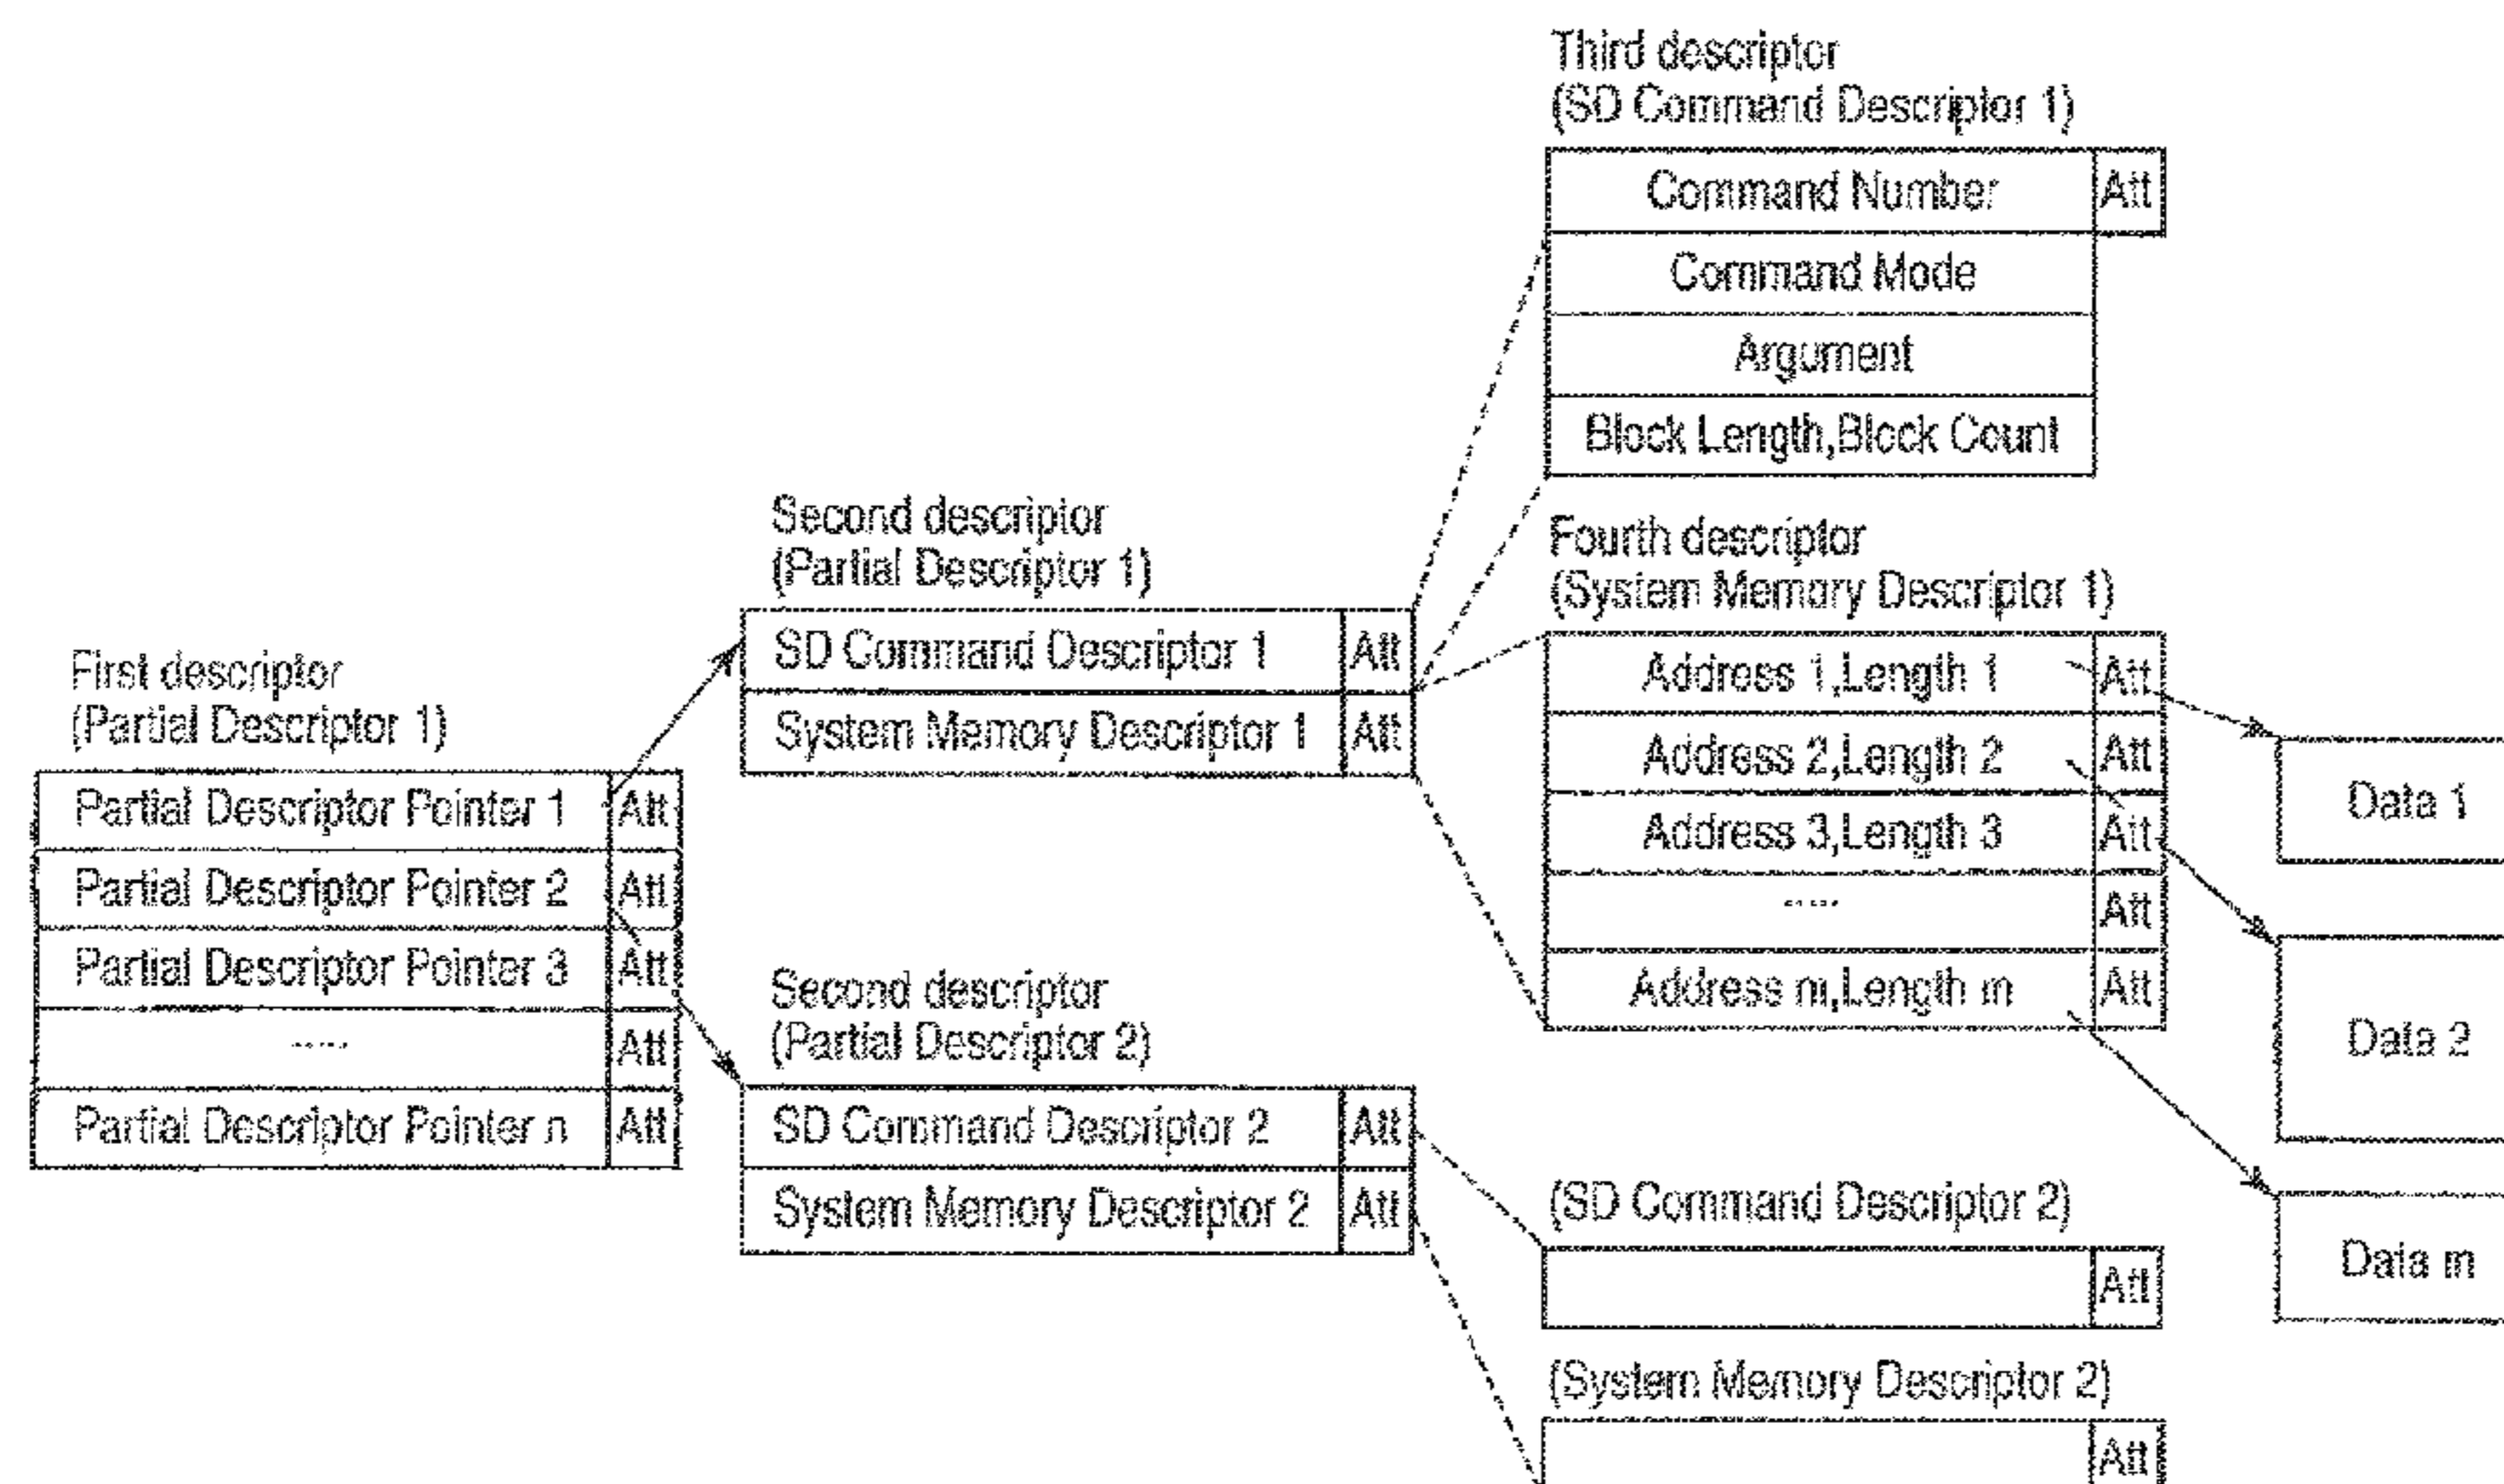 Third descriptor
(SD Command Descriptor 1)
Command Number Att
Command Mode
Argument
Block Length,Block Count
Second descriptor
(Partial Descriptor 1)
SD Command Descriptor 1 Att
System Memory Descriptor 1 Att
Fourth descriptor
(System Memory Descriptor 1)
Address 1,Length 1 Att
Address 2,Length 2 Att
Address 3,Length 3 Att
..... Att
Address m,Length m Att
Data 1
Data 2
Data m
First descriptor
(Partial Descriptor 1)
Partial Descriptor Pointer 1 Att
Partial Descriptor Pointer 2 Att
Partial Descriptor Pointer 3 Att
..... Att
Partial Descriptor Pointer n Att
Second descriptor
(Partial Descriptor 2)
SD Command Descriptor 2 Att
System Memory Descriptor 2 Att
(SD Command Descriptor 2)
Att
(System Memory Descriptor 2)
Att